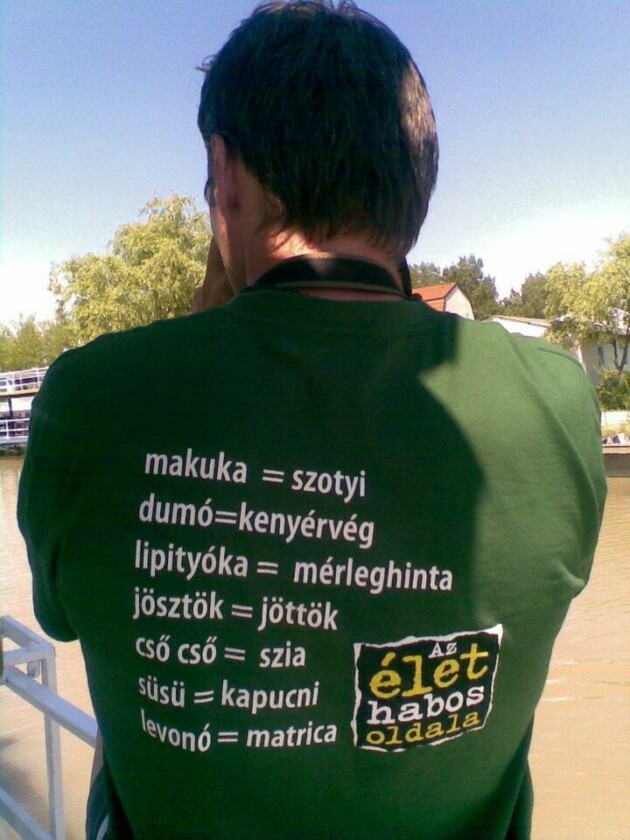 makuka = szotyi
dumó=kenyérvég
lipityóka = mérleghinta
jösztök = jöttök
cső cső = szia
süsü = kapucni
levonó = matrica
Az
élet
habos
oldala